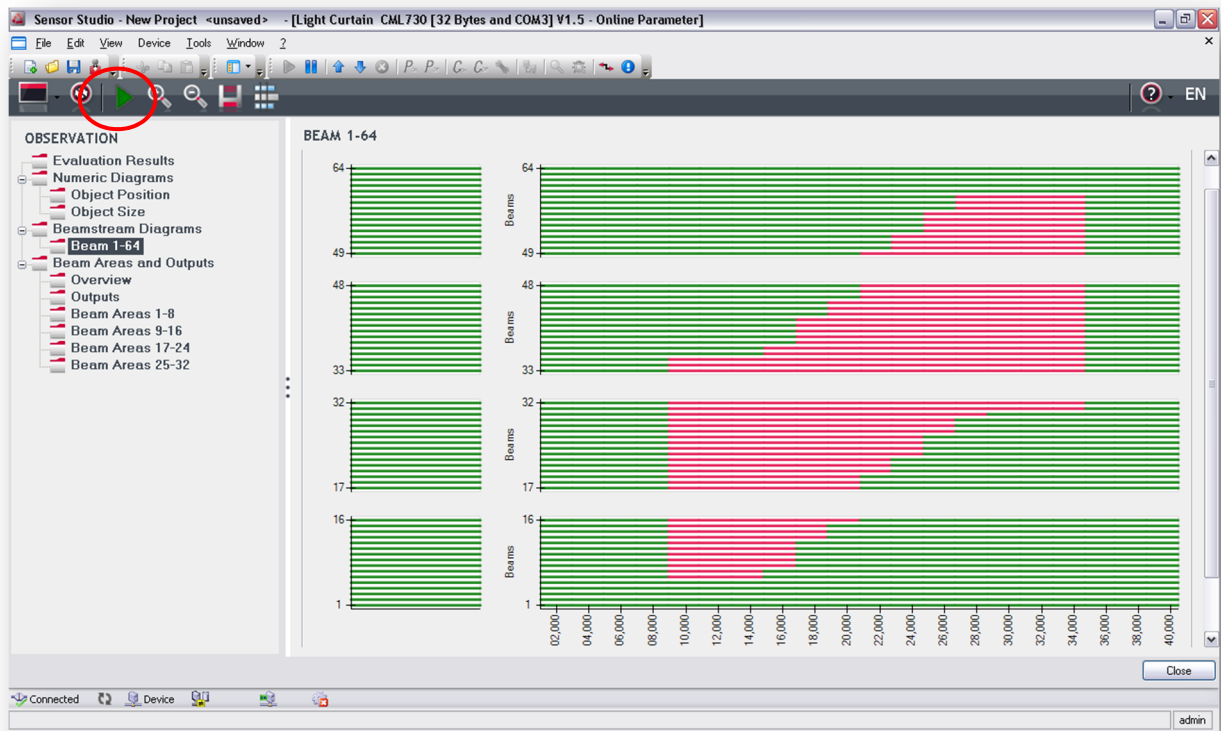 Sensor Studio - New Project <unsaved> - [Light Curtain CML730 [32 Bytes and COM3] V1.5 - Online Parameter]
File Edit View Device Tools Window ?
EN
OBSERVATION
Evaluation Results
Numeric Diagrams
Object Position
Object Size
Beamstream Diagrams
Beam 1-64
Beam Areas and Outputs
Overview
Outputs
Beam Areas 1-8
Beam Areas 9-16
Beam Areas 17-24
Beam Areas 25-32
BEAM 1-64
64 64
Beams
49 49
48 48
Beams
33 33
32 32
Beams
17 17
16 16
Beams
1 1
02,000 04,000 06,000 08,000 10,000 12,000 14,000 16,000 18,000 20,000 22,000 24,000 26,000 28,000 30,000 32,000 34,000 36,000 38,000 40,000
Close
Connected Device
admin